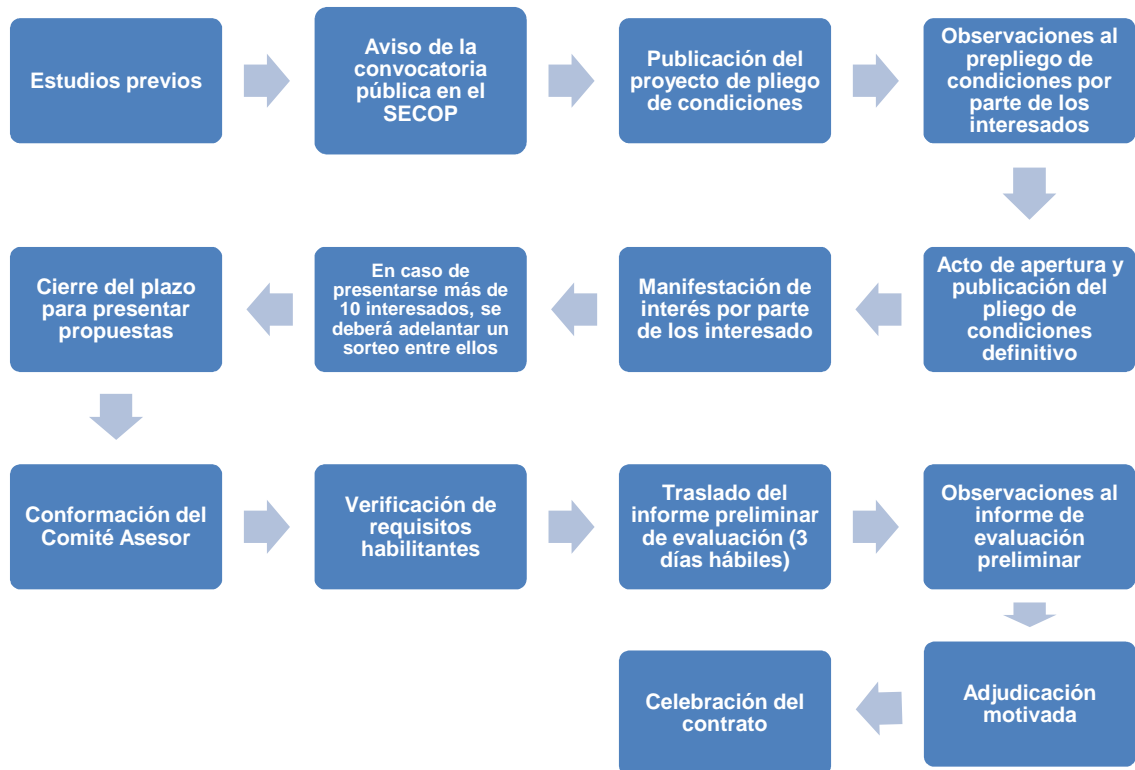 Estudios previos
Aviso de la
convocatoria
pública en el
SECOP
Publicación del
proyecto de pliego
de condiciones
Observaciones al
prepliego de
condiciones por
parte de los
interesados
Acto de apertura y
publicación del
pliego de
condiciones
definitivo
Manifestación de
interés por parte
de los interesado
En caso de
presentarse más de
10 interesados, se
deberá adelantar un
sorteo entre ellos
Cierre del plazo
para presentar
propuestas
Conformación del
Comité Asesor
Verificación de
requisitos
habilitantes
Traslado del
informe preliminar
de evaluación (3
días hábiles)
Observaciones al
informe de
evaluación
preliminar
Adjudicación
motivada
Celebración del
contrato